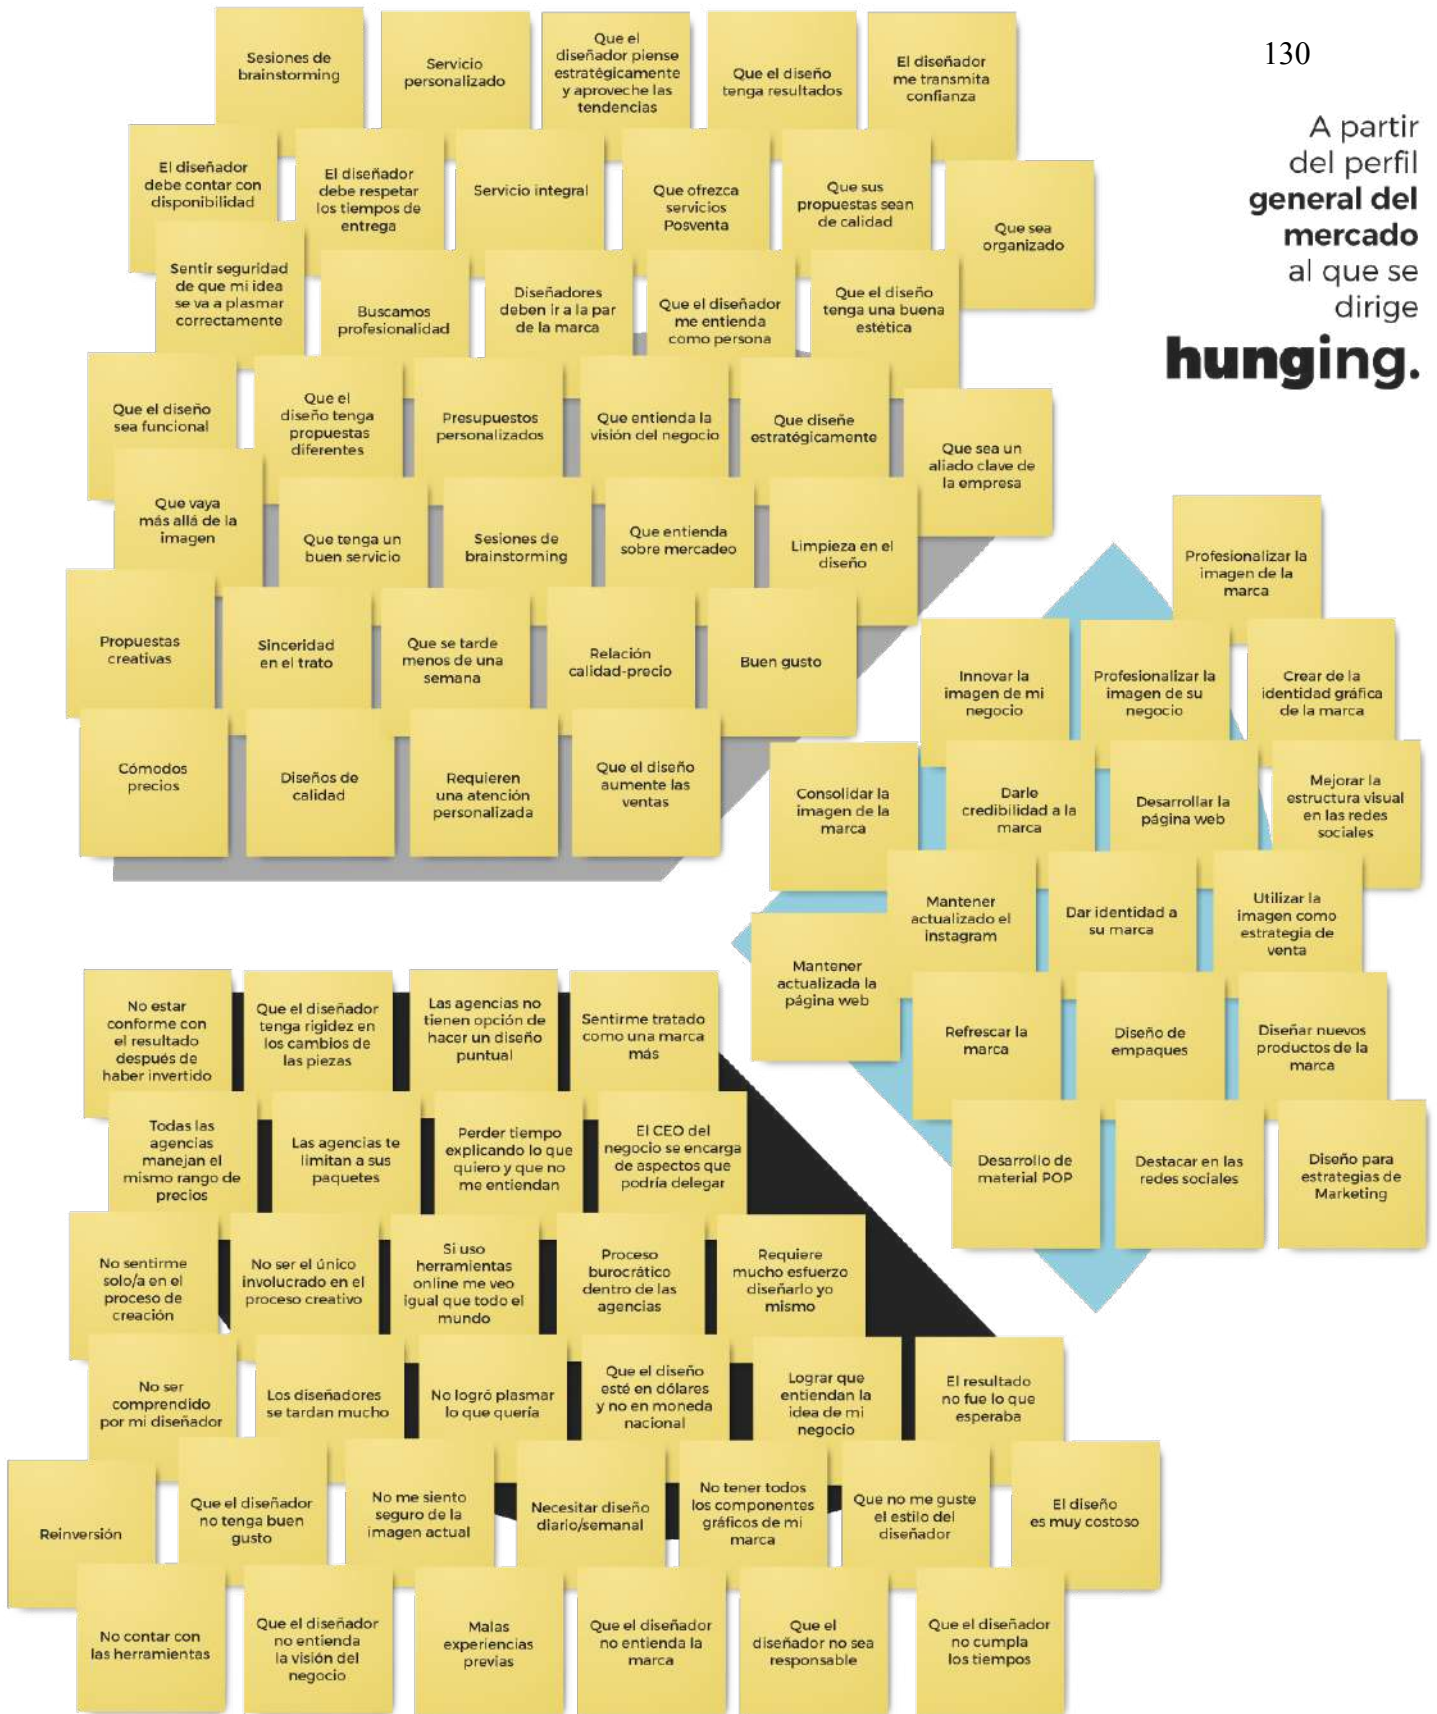 130
A partir
del perfil
general del
mercado
al que se
dirige
hunging.
Sesiones de
brainstorming
Servicio
personalizado
Que el
diseñador piense
estratégicamente
y aproveche las
tendencias
Que el diseño
tenga resultados
El diseñador
me transmita
confianza
El diseñador
debe contar con
disponibilidad
El diseñador
debe respetar
los tiempos de
entrega
Servicio integral
Que ofrezca
servicios
Posventa
Que sus
propuestas sean
de calidad
Que sea
organizado
Sentir seguridad
de que mi idea
se va a plasmar
correctamente
Buscamos
profesionalidad
Diseñadores
deben ir a la par
de la marca
Que el diseñador
me entienda
como persona
Que el diseño
tenga una buena
estética
Que el diseño
sea funcional
Que el
diseño tenga
propuestas
diferentes
Presupuestos
personalizados
Que entienda la
visión del negocio
Que diseñe
estratégicamente
Que sea un
aliado clave de
la empresa
Que vaya
más allá de la
imagen
Que tenga un
buen servicio
Sesiones de
brainstorming
Que entienda
sobre mercadeo
Limpieza en el
diseño
Propuestas
creativas
Sinceridad
en el trato
Que se tarde
menos de una
semana
Relación
calidad-precio
Buen gusto
Cómodos
precios
Diseños de
calidad
Requieren
una atención
personalizada
Que el diseño
aumente las
ventas
Profesionalizar la
imagen de la
marca
Innovar la
imagen de mi
negocio
Profesionalizar la
imagen de su
negocio
Crear de la
identidad gráfica
de la marca
Consolidar la
imagen de la
marca
Darle
credibilidad a la
marca
Desarrollar la
página web
Mejorar la
estructura visual
en las redes
sociales
Mantener
actualizado el
instagram
Dar identidad a
su marca
Utilizar la
imagen como
estrategia de
venta
Mantener
actualizada la
página web
Refrescar la
marca
Diseño de
empaques
Diseñar nuevos
productos de la
marca
Desarrollo de
material POP
Destacar en las
redes sociales
Diseño para
estrategias de
Marketing
No estar
conforme con
el resultado
después de
haber invertido
Que el diseñador
tenga rigidez en
los cambios de
las piezas
Las agencias no
tienen opción de
hacer un diseño
puntual
Sentirme tratado
como una marca
más
Todas las
agencias
manejan el
mismo rango de
precios
Las agencias te
limitan a sus
paquetes
Perder tiempo
explicando lo que
quiero y que no
me entiendan
El CEO del
negocio se encarga
de aspectos que
podría delegar
No sentirme
solo/a en el
proceso de
creación
No ser el único
involucrado en el
proceso creativo
Si uso
herramientas
online me veo
igual que todo el
mundo
Proceso
burocrático
dentro de las
agencias
Requiere
mucho esfuerzo
diseñarlo yo
mismo
No ser
comprendido
por mi diseñador
Los diseñadores
se tardan mucho
No logró plasmar
lo que quería
Que el diseño
esté en dólares
y no en moneda
nacional
Lograr que
entiendan la
idea de mi
negocio
El resultado
no fue lo que
esperaba
Reinversión
Que el diseñador
no tenga buen
gusto
No me siento
seguro de la
imagen actual
Necesitar diseño
diario/semanal
No tener todos
los componentes
gráficos de mi
marca
Que no me guste
el estilo del
diseñador
El diseño
es muy costoso
No contar con
las herramientas
Que el diseñador
no entienda
la visión del
negocio
Malas
experiencias
previas
Que el diseñador
no entienda la
marca
Que el
diseñador no sea
responsable
Que el diseñador
no cumpla
los tiempos